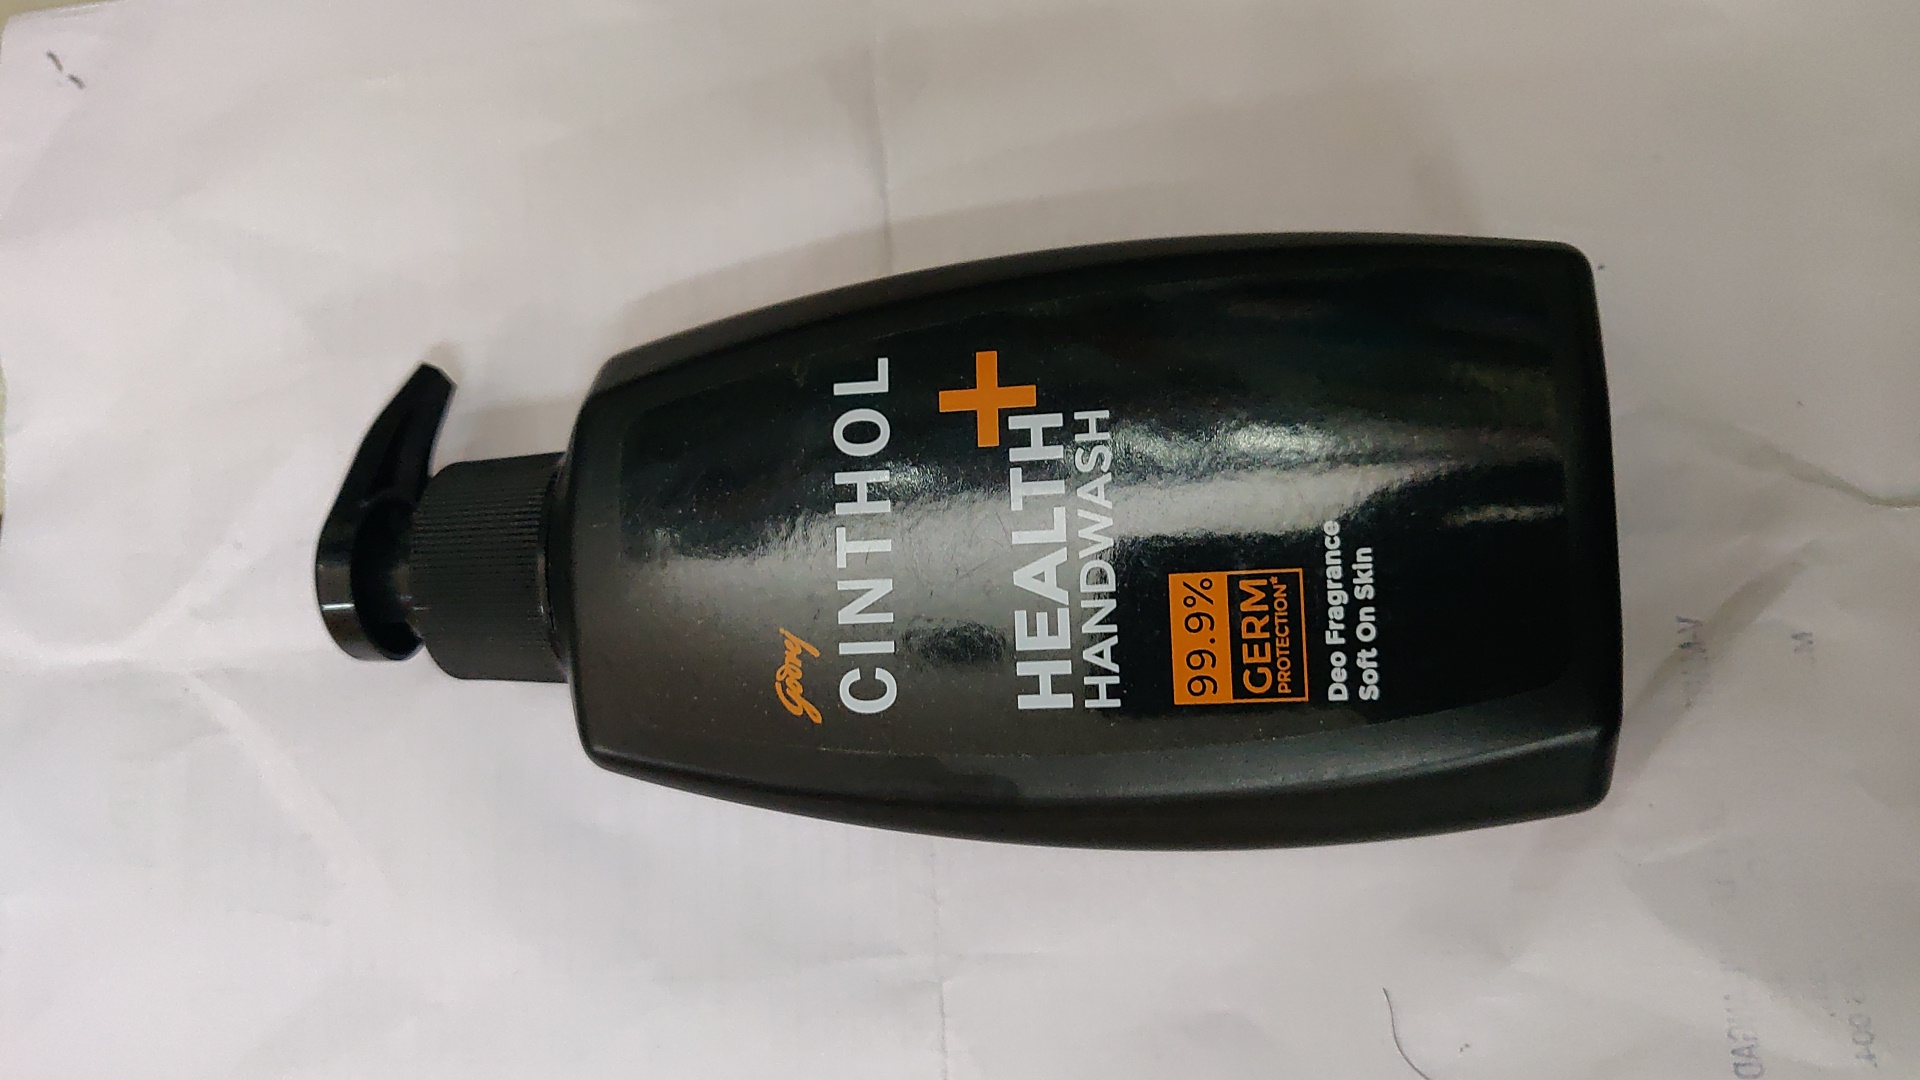 Godrej
CINTHOL
HEALTH+
HANDWASH
99.9%
GERM
PROTECTION*
Deo Fragrance
Soft On Skin